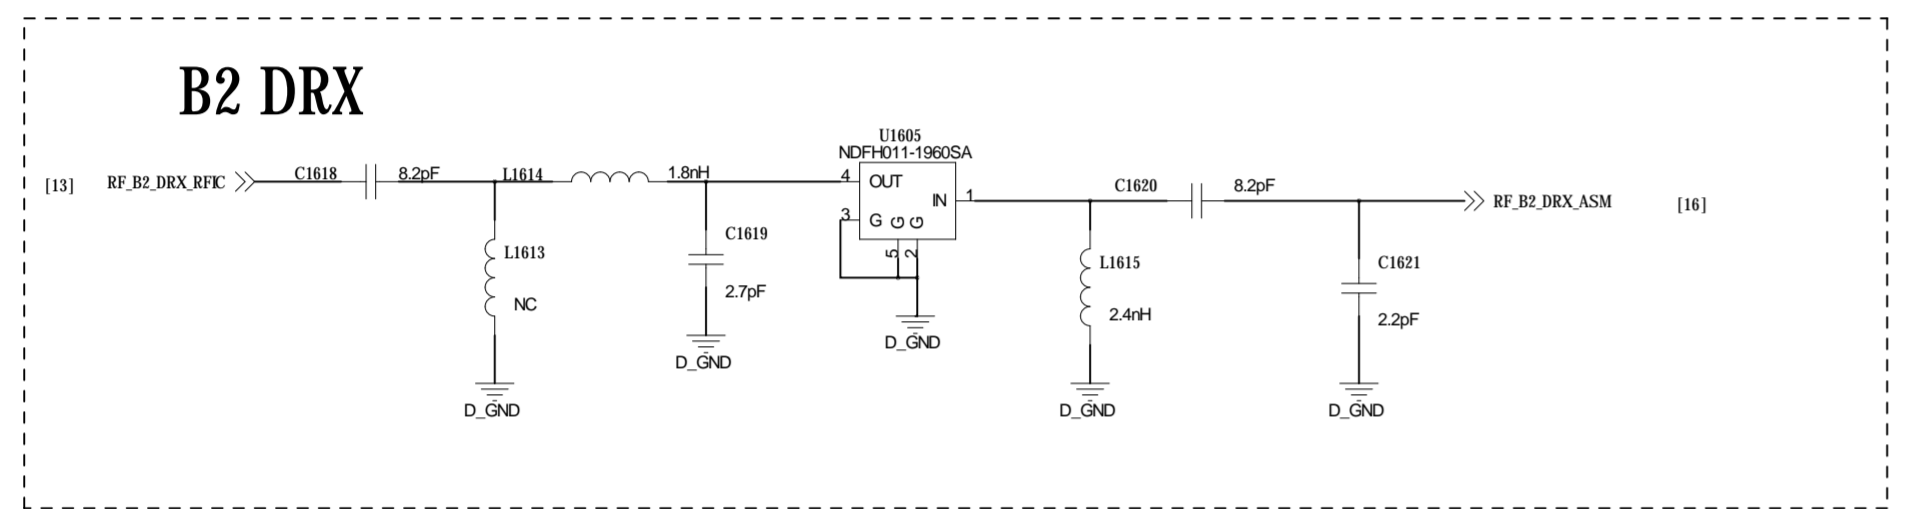 B2 DRX
U1605
NDFH011-1960SA
[13] RF_B2_DRX_RFIC C1618 8.2pF L1614 1.8nH 4 OUT
IN 1 C1620 8.2pF RF_B2_DRX_ASM [16]
3 G G G
5 2
C1619
2.7pF
D_GND
L1613
NC
D_GND
D_GND
L1615
2.4nH
D_GND
C1621
2.2pF
D_GND